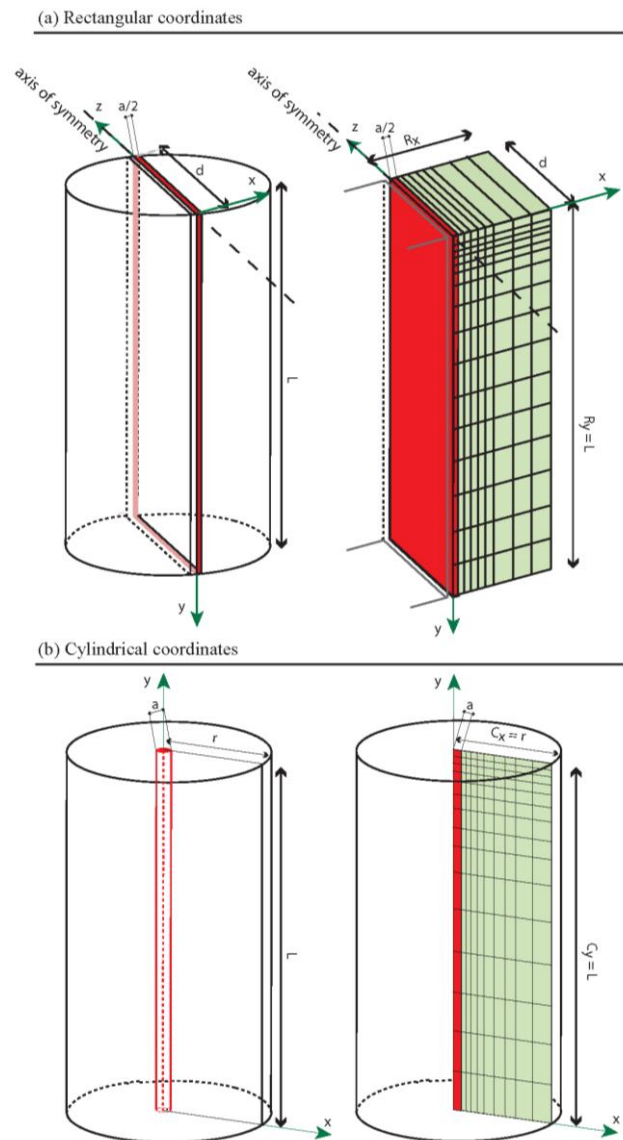 (a) Rectangular coordinates
axis of symmetry
z
a/2
d
x
L
y
axis of symmetry
z
a/2
Rx
d
x
Ry = L
y
(b) Cylindrical coordinates
y
a
r
L
x
y
a
Cx = r
Cy=L
x